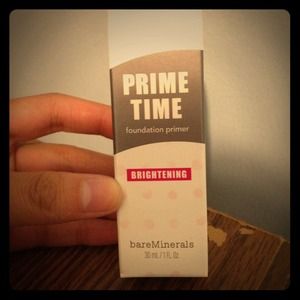 PRIME
TIME
foundation primer
BRIGHTENING
bareMinerals
30 mL / 1 Fl. Oz